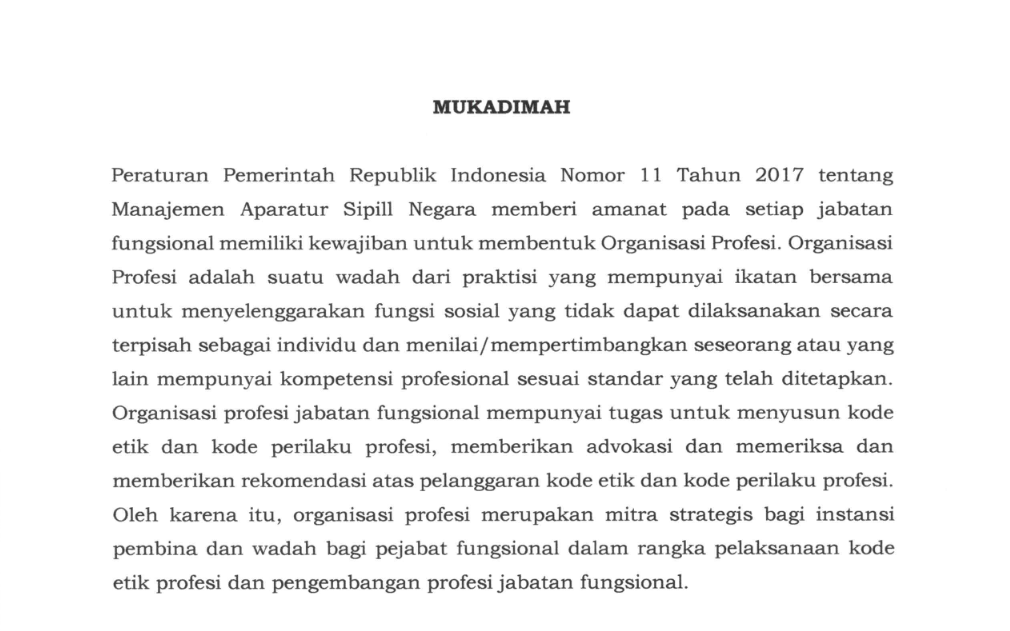 MUKADIMAH
Peraturan Pemerintah Republik Indonesia Nomor 11 Tahun 2017 tentang
Manajemen Aparatur Sipill Negara memberi amanat pada setiap jabatan
fungsional memiliki kewajiban untuk membentuk Organisasi Profesi. Organisasi
Profesi adalah suatu wadah dari praktisi yang mempunyai ikatan bersama
untuk menyelenggarakan fungsi sosial yang tidak dapat dilaksanakan secara
terpisah sebagai individu dan menilai/mempertimbangkan seseorang atau yang
lain mempunyai kompetensi profesional sesuai standar yang telah ditetapkan.
Organisasi profesi jabatan fungsional mempunyai tugas untuk menyusun kode
etik dan kode perilaku profesi, memberikan advokasi dan memeriksa dan
memberikan rekomendasi atas pelanggaran kode etik dan kode perilaku profesi.
Oleh karena itu, organisasi profesi merupakan mitra strategis bagi instansi
pembina dan wadah bagi pejabat fungsional dalam rangka pelaksanaan kode
etik profesi dan pengembangan profesi jabatan fungsional.